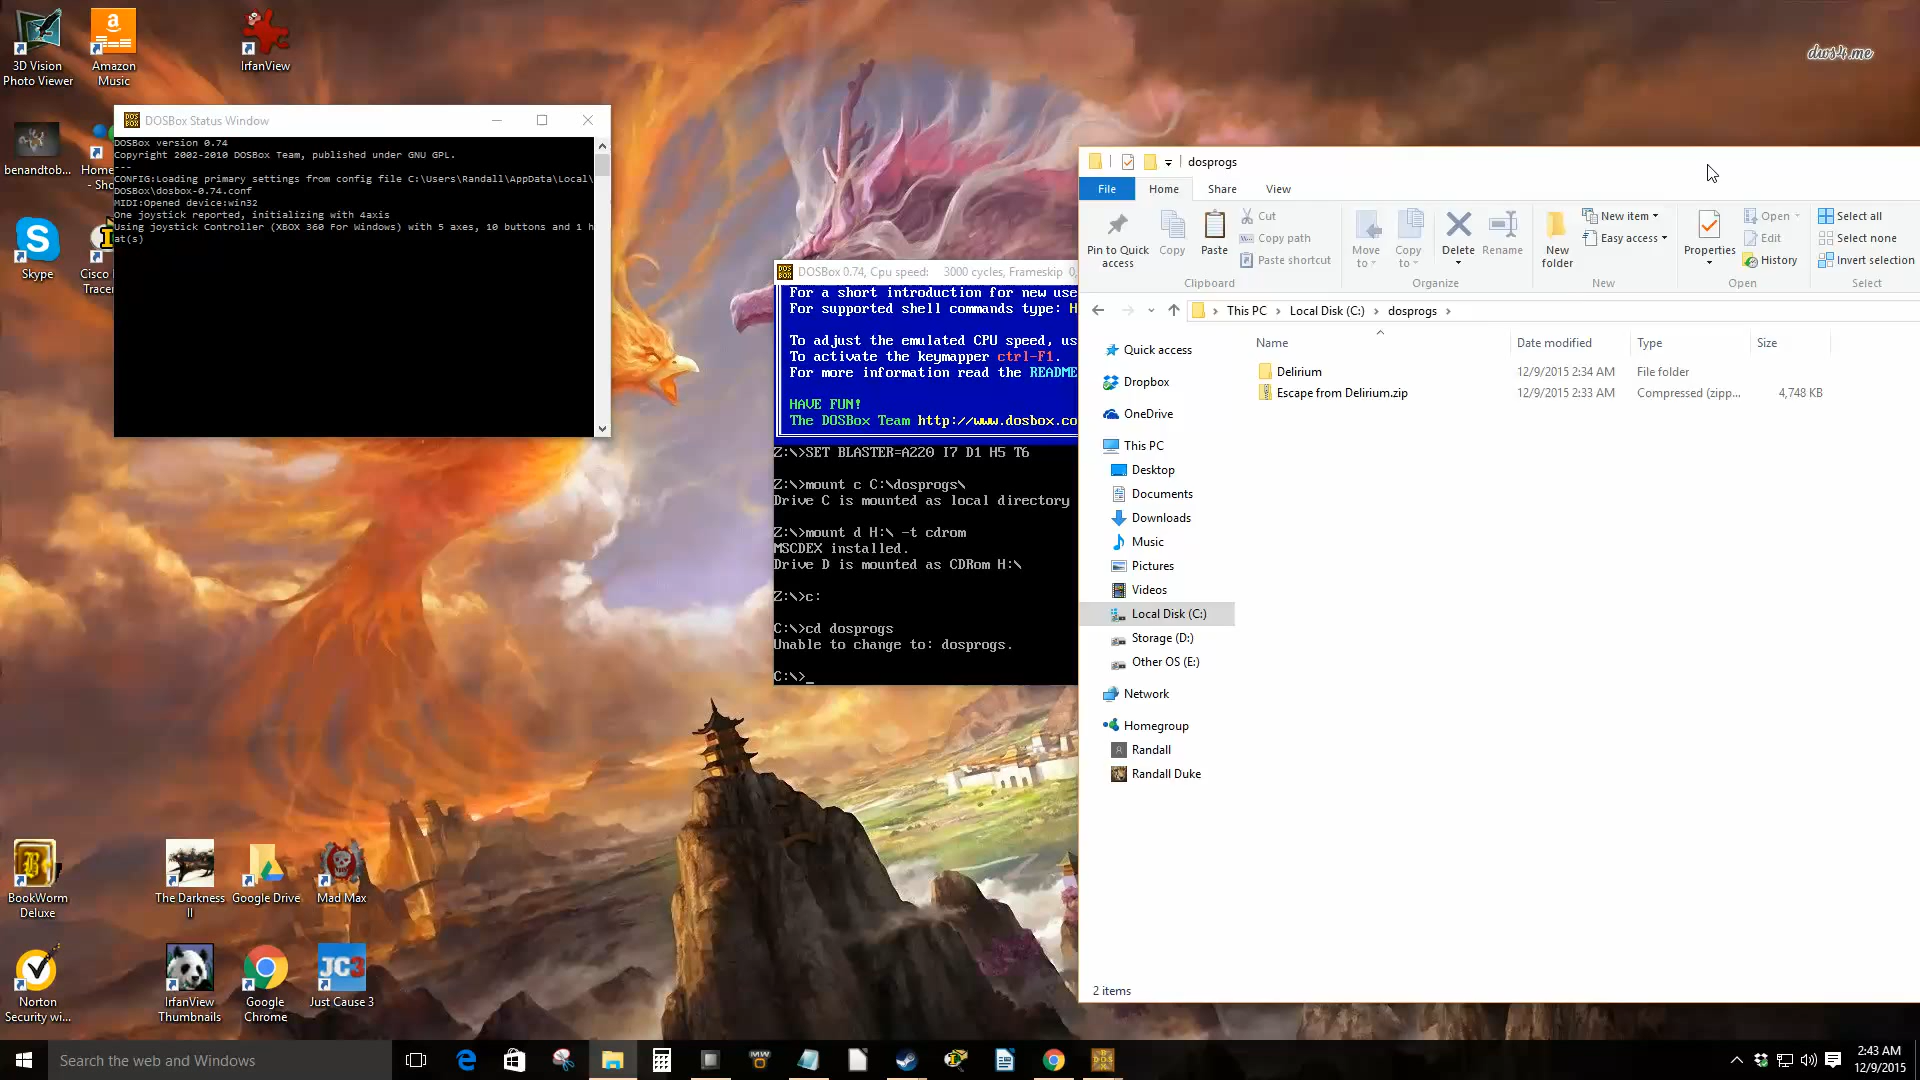 3D Vision
Photo Viewer
Amazon
Music
IrfanView
dws4.me
benandtob...
Home
- Sho
Skype
Cisco
Tracer
DOSBox Status Window
DOSBox version 0.74
Copyright 2002-2010 DOSBox Team, published under GNU GPL.
---
CONFIG:Loading primary settings from config file C:\Users\Randall\AppData\Local\
DOSBox\dosbox-0.74.conf
MIDI:Opened device:win32
One joystick reported, initializing with 4axis
Using joystick Controller (XBOX 360 For Windows) with 5 axes, 10 buttons and 1 h
at(s)
DOSBox 0.74, Cpu speed: 3000 cycles, Frameskip 0,
For a short introduction for new use
For supported shell commands type: H
To adjust the emulated CPU speed, us
To activate the keymapper ctrl-F1.
For more information read the README
HAVE FUN!
The DOSBox Team http://www.dosbox.co
Z:\>SET BLASTER=A220 I7 D1 H5 T6
Z:\>mount c C:\dosprogs\
Drive C is mounted as local directory
Z:\>mount d H:\ -t cdrom
MSCDEX installed.
Drive D is mounted as CDRom H:\
Z:\>c:
C:\>cd dosprogs
Unable to change to: dosprogs.
C:\>_
dosprogs
File Home Share View
Pin to Quick
access
Copy
Paste
Cut
Copy path
Paste shortcut
Clipboard
Move
to
Copy
to
Delete
Rename
Organize
New
folder
New item
Easy access
New
Properties
Open
Edit
History
Open
Select all
Select none
Invert selection
Select
This PC > Local Disk (C:) > dosprogs >
Name Date modified Type Size
Delirium 12/9/2015 2:34 AM File folder
Escape from Delirium.zip 12/9/2015 2:33 AM Compressed (zipp... 4,748 KB
Quick access
Dropbox
OneDrive
This PC
Desktop
Documents
Downloads
Music
Pictures
Videos
Local Disk (C:)
Storage (D:)
Other OS (E:)
Network
Homegroup
Randall
Randall Duke
2 items
BookWorm
Deluxe
The Darkness
II
Google Drive
Mad Max
Norton
Security wi...
IrfanView
Thumbnails
Google
Chrome
JC3
Just Cause 3
Search the web and Windows
MW
2:43 AM
12/9/2015